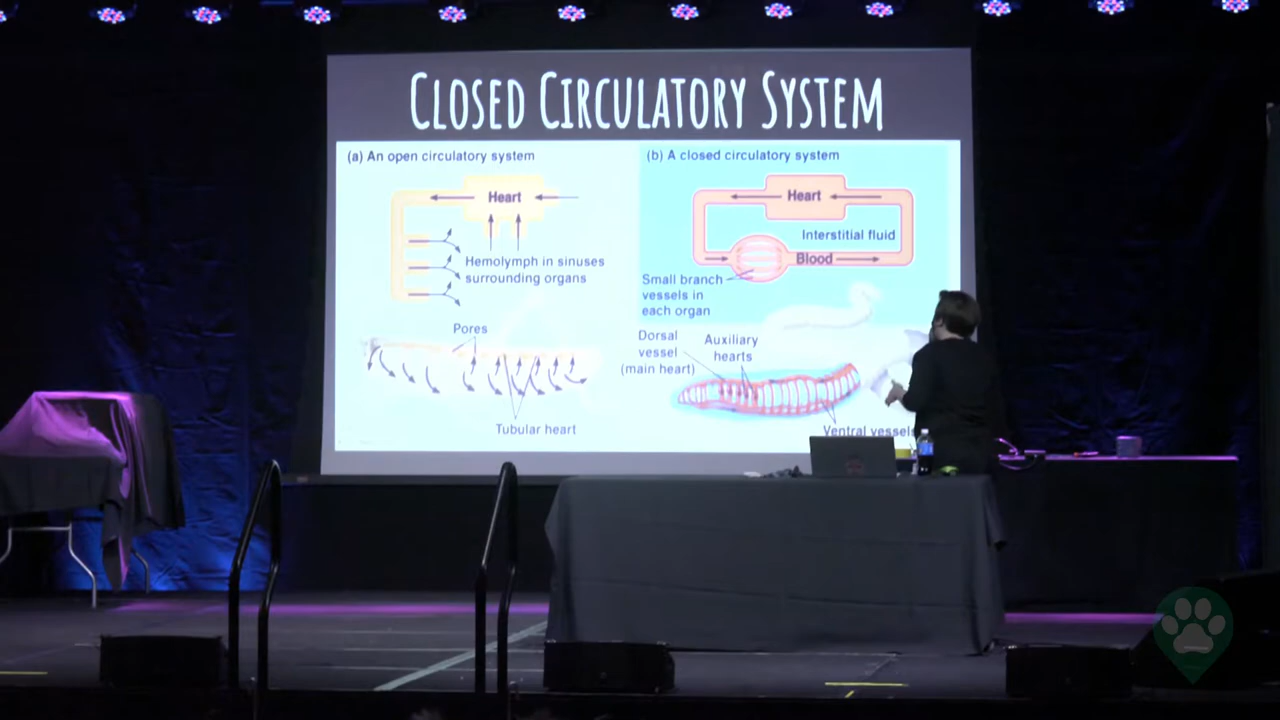 CLOSED CIRCULATORY SYSTEM
(a) An open circulatory system
Heart
Hemolymph in sinuses
surrounding organs
Pores
Tubular heart
(b) A closed circulatory system
Heart
Interstitial fluid
Blood
Small branch
vessels in
each organ
Dorsal
vessel
(main heart)
Auxiliary
hearts
Ventral vessels